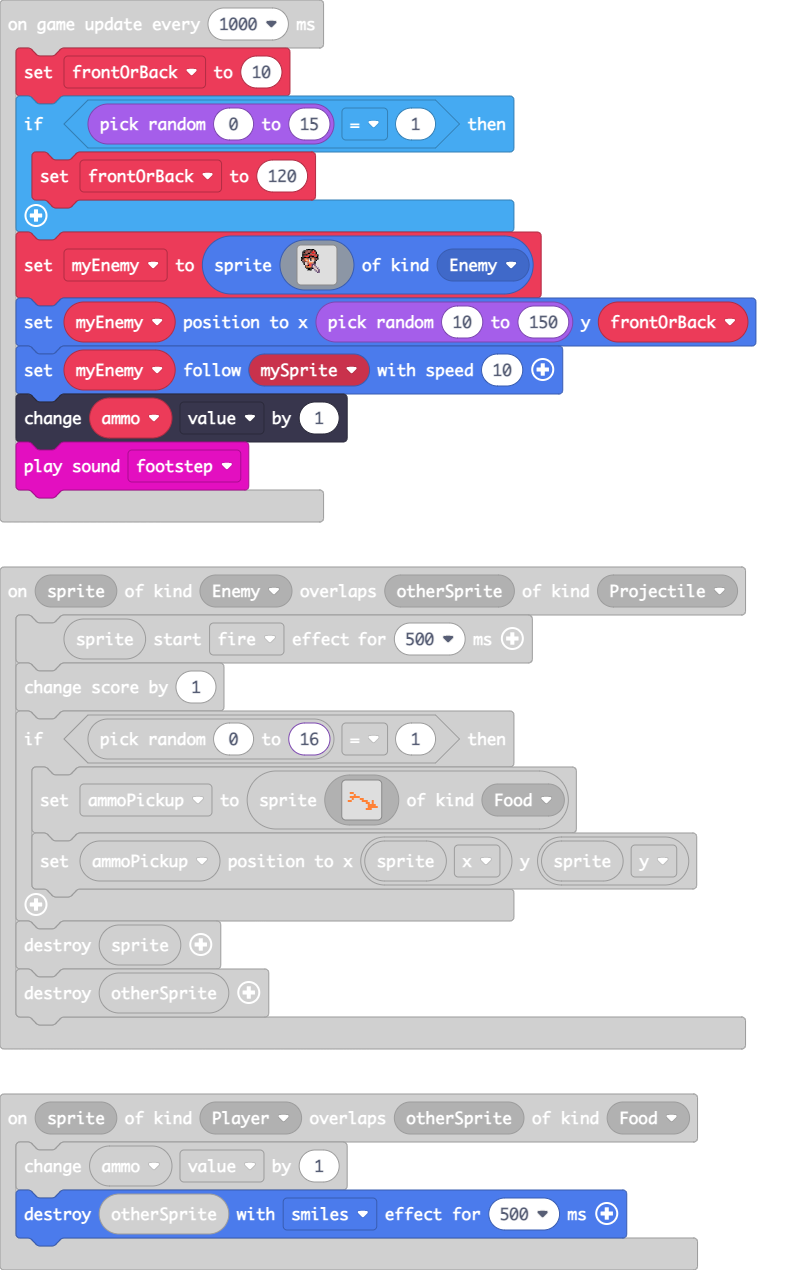 on game update every 1000 ms
set frontOrBack to 10
if pick random 0 to 15 = 1 then
set frontOrBack to 120
set myEnemy to sprite of kind Enemy
set myEnemy position to x pick random 10 to 150 y frontOrBack
set myEnemy follow mySprite with speed 10
change ammo value by 1
play sound footstep
on sprite of kind Enemy overlaps otherSprite of kind Projectile
sprite start fire effect for 500 ms
change score by 1
if pick random 0 to 16 = 1 then
set ammoPickup to sprite of kind Food
set ammoPickup position to x sprite x y sprite y
destroy sprite
destroy otherSprite
on sprite of kind Player overlaps otherSprite of kind Food
change ammo value by 1
destroy otherSprite with smiles effect for 500 ms